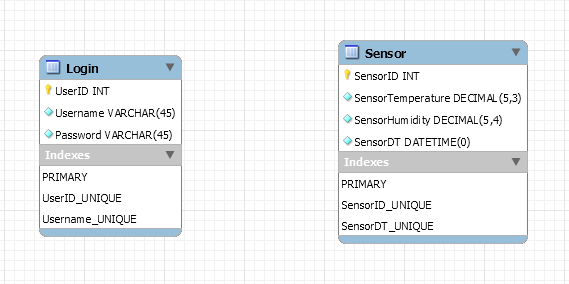 Login
UserID INT
Username VARCHAR(45)
Password VARCHAR(45)
Indexes
PRIMARY
UserID_UNIQUE
Username_UNIQUE
Sensor
SensorID INT
SensorTemperature DECIMAL(5,3)
SensorHumidity DECIMAL(5,4)
SensorDT DATETIME(0)
Indexes
PRIMARY
SensorID_UNIQUE
SensorDT_UNIQUE